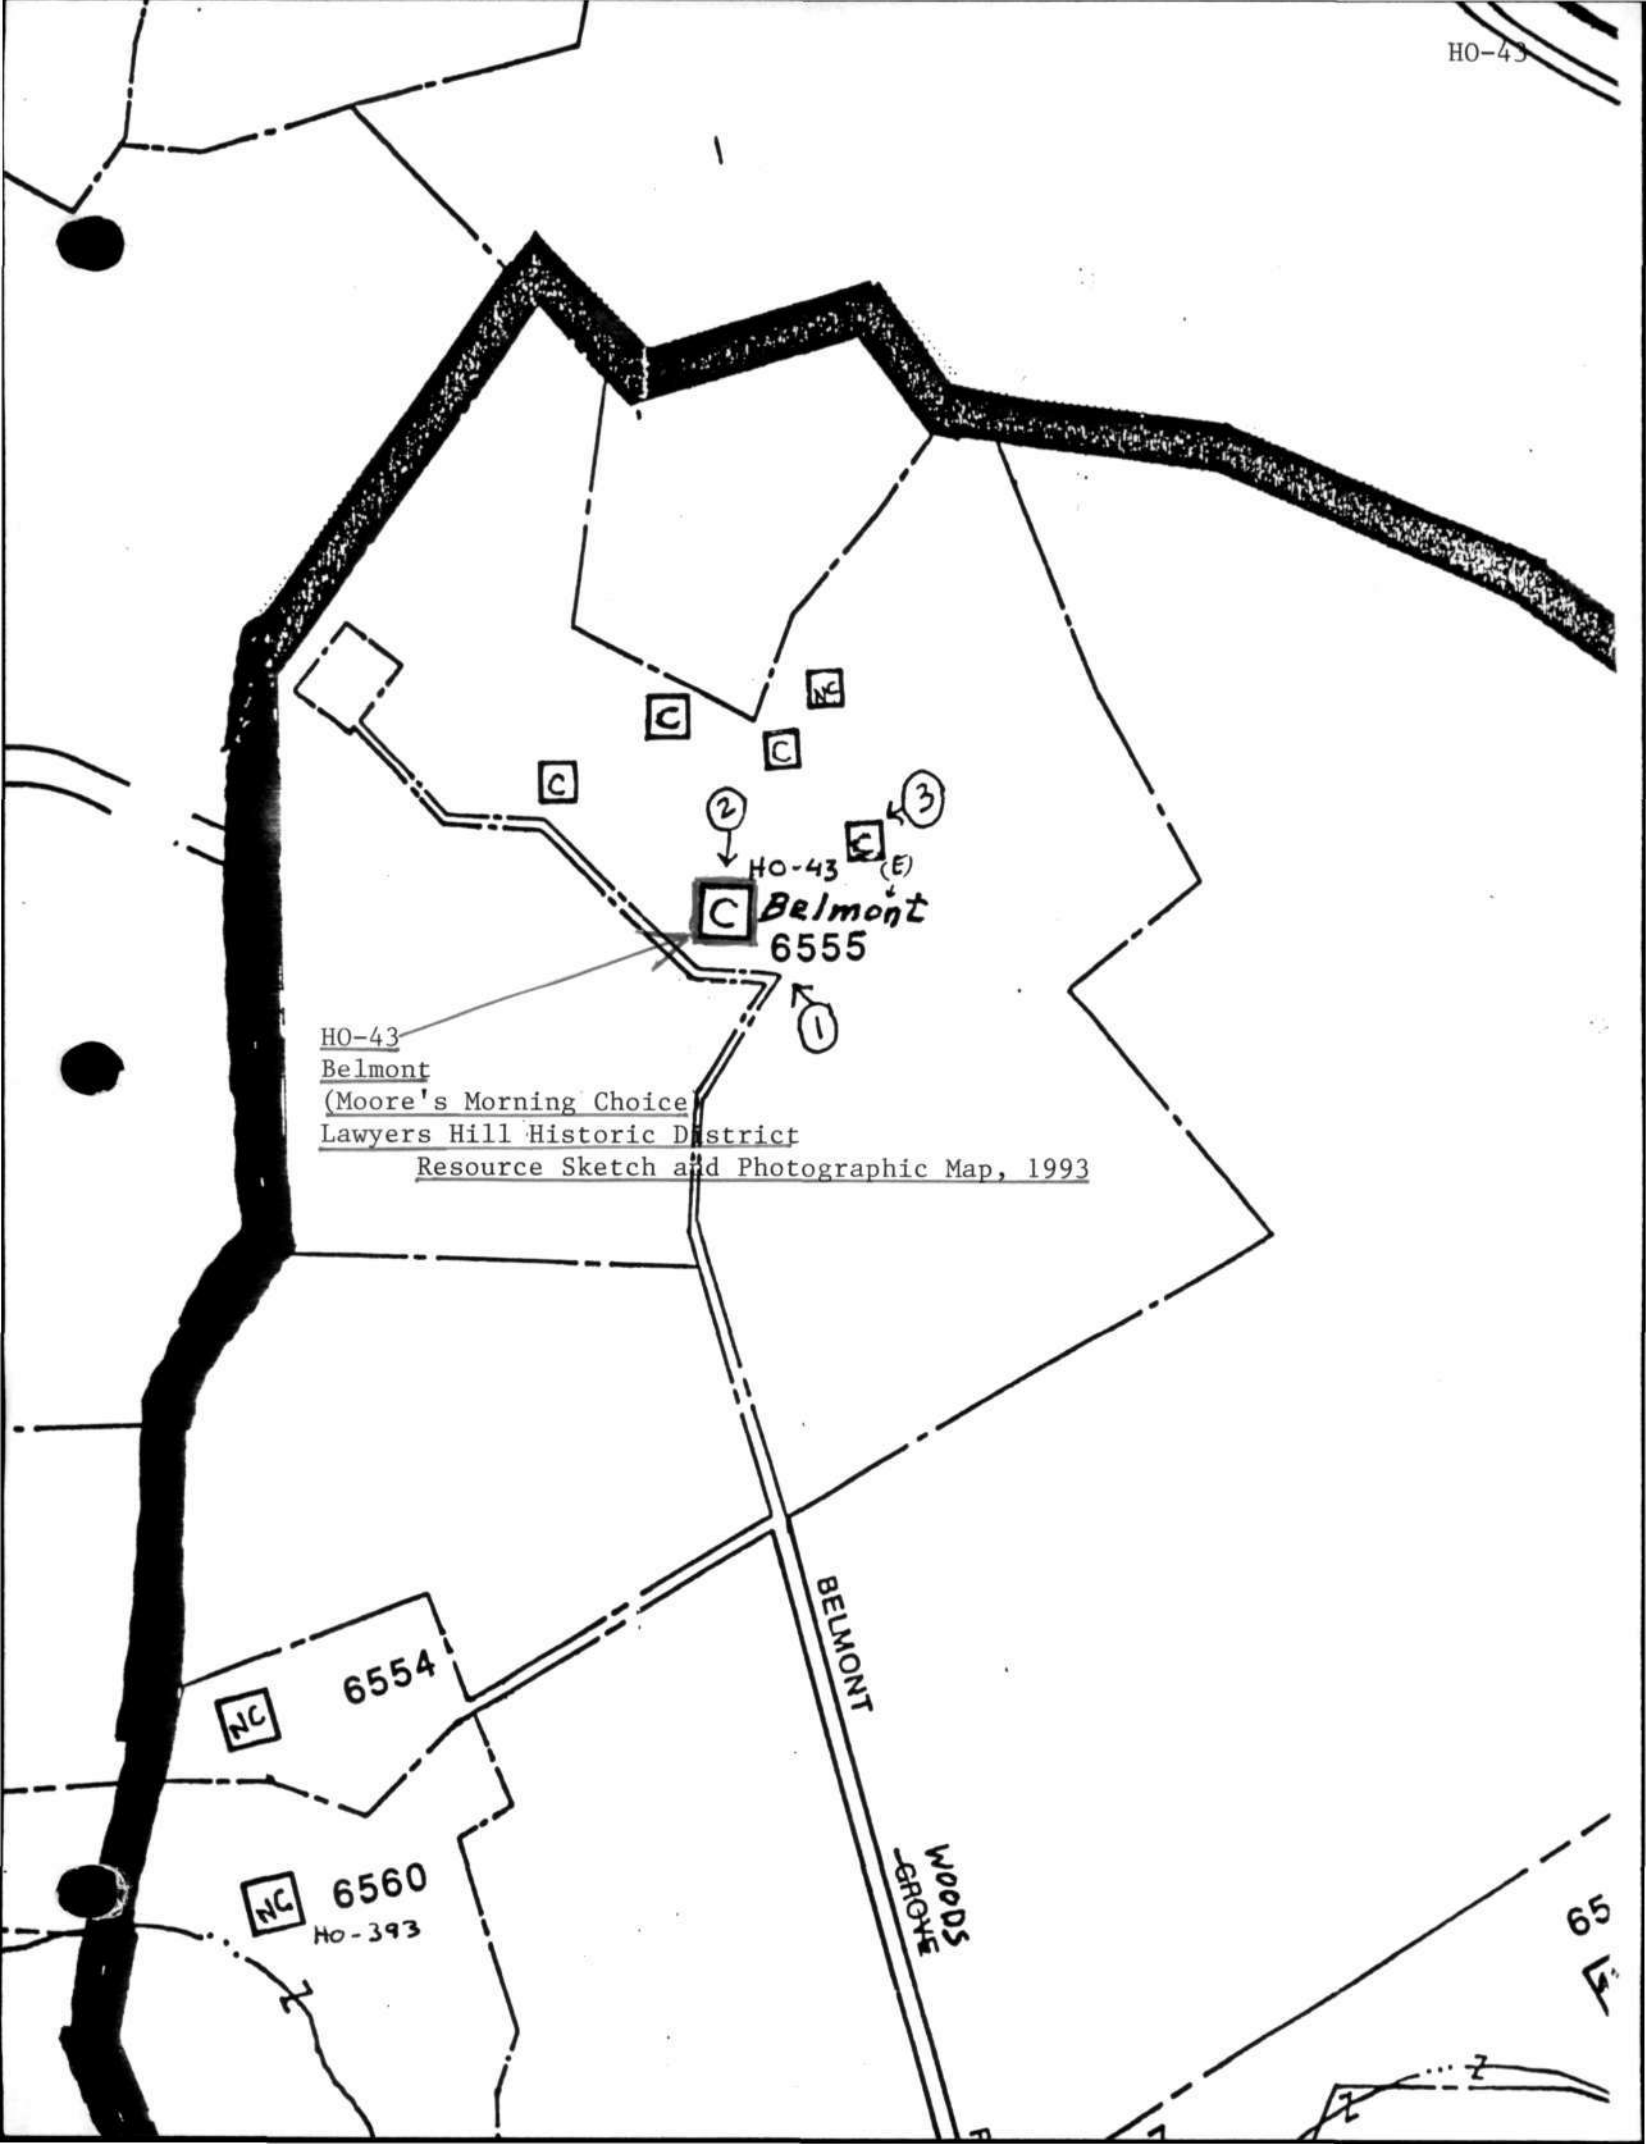 HO-43
NC
C
C
C
2
3
C
HO-43
(E)
C
Belmont
6555
1
HO-43
Belmont
(Moore's Morning Choice
Lawyers Hill Historic District
Resource Sketch and Photographic Map, 1993
BELMONT
6554
NC
WOODS
GROVE
6560
NC
HO-393
65
Z
Z
Z